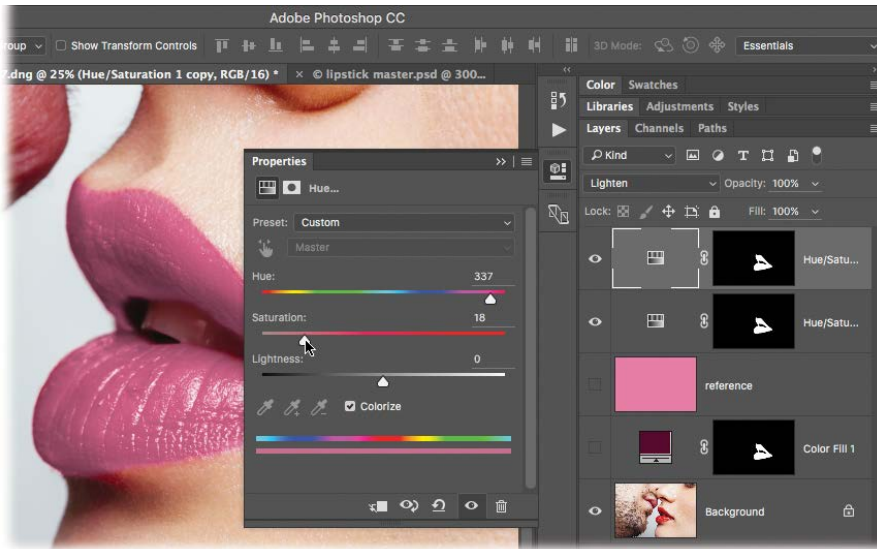 Adobe Photoshop CC
Group Show Transform Controls 3D Mode: Essentials
.dng @ 25% (Hue/Saturation 1 copy, RGB/16) * × © lipstick master.psd @ 300...
Color Swatches
Libraries Adjustments Styles
Layers Channels Paths
Kind
Lighten Opacity: 100%
Lock: Fill: 100%
Hue/Satu...
Hue/Satu...
reference
Color Fill 1
Background
Properties
Hue...
Preset: Custom
Master
Hue: 337
Saturation: 18
Lightness: 0
Colorize